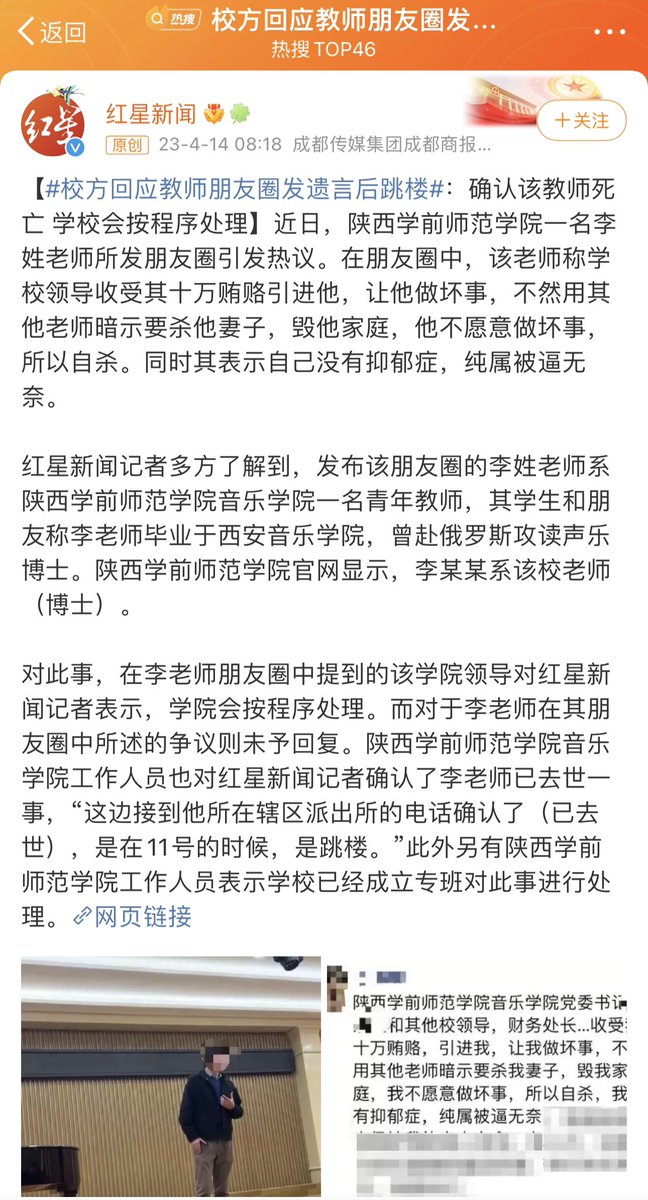 返回
热搜
校方回应教师朋友圈发...
热搜TOP46
红星
红星新闻
原创 23-4-14 08:18 成都传媒集团成都商报...
+关注
【#校方回应教师朋友圈发遗言后跳楼#：确认该教师死
亡 学校会按程序处理】近日，陕西学前师范学院一名李
姓老师所发朋友圈引发热议。在朋友圈中，该老师称学
校领导收受其十万贿赂引进他，让他做坏事，不然用其
他老师暗示要杀他妻子，毁他家庭，他不愿意做坏事，
所以自杀。同时其表示自己没有抑郁症，纯属被逼无
奈。
红星新闻记者多方了解到，发布该朋友圈的李姓老师系
陕西学前师范学院音乐学院一名青年教师，其学生和朋
友称李老师毕业于西安音乐学院，曾赴俄罗斯攻读声乐
博士。陕西学前师范学院官网显示，李某某系该校老师
（博士）。
对此事，在李老师朋友圈中提到的该学院领导对红星新
闻记者表示，学院会按程序处理。而对于李老师在其朋
友圈中所述的争议则未予回复。陕西学前师范学院音乐
学院工作人员也对红星新闻记者确认了李老师已去世一
事，“这边接到他所在辖区派出所的电话确认了（已去
世），是在11号的时候，是跳楼。”此外另有陕西学前
师范学院工作人员表示学校已经成立专班对此事进行处
理。网页链接
陕西学前师范学院音乐学院党委书记
和其他校领导，财务处长...收受
十万贿赂，引进我，让我做坏事，不
用其他老师暗示要杀我妻子，毁我家
庭，我不愿意做坏事，所以自杀，我
有抑郁症，纯属被逼无奈